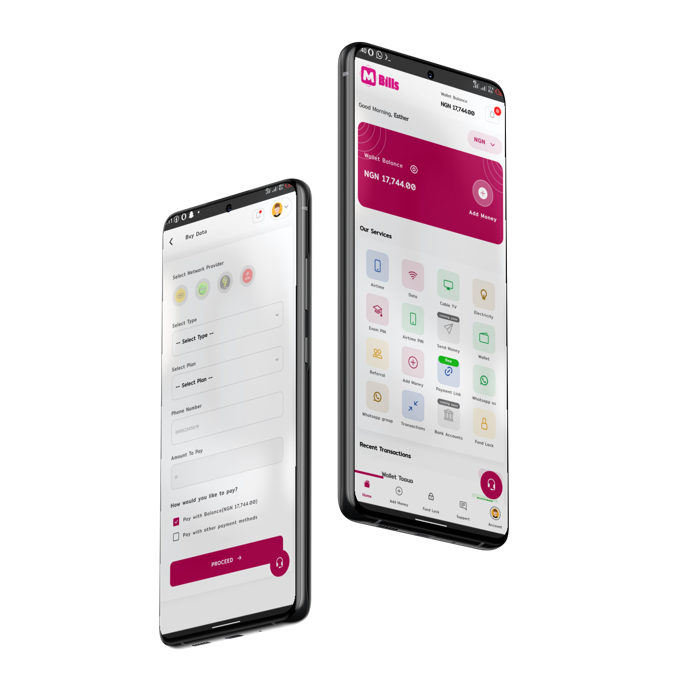 Buy Data
Select Network Provider
Select Type
-- Select Type --
Select Plan
-- Select Plan --
Phone Number
Amount To Pay
0
How would you like to pay?
Pay with Balance(NGN 17,744.00)
Pay with other payment methods
PROCEED →
M Bills
Wallet Balance
NGN 17,744.00
Good Morning, Esther
NGN
Wallet Balance
NGN 17,744.00
Add Money
Our Services
Airtime
Data
Cable TV
Electricity
Exam PIN
Airtime PIN
Send Money
Wallet
Referral
Add Money
Payment Link
Whatsapp us
Whatsapp group
Transactions
Bank Accounts
Fund Lock
Recent Transactions
Wallet Topup
Home
Add Money
Fund Lock
Support
Account